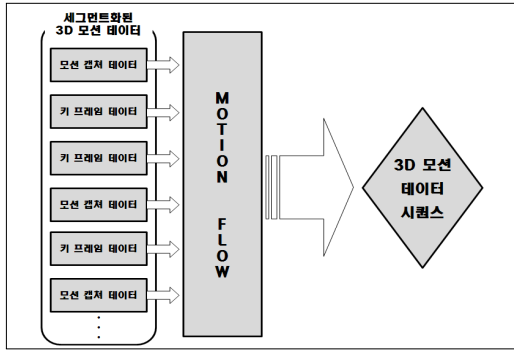 세그먼트화된
3D 모션 데이터
모션 캡처 데이터
키 프레임 데이터
키 프레임 데이터
모션 캡처 데이터
키 프레임 데이터
모션 캡처 데이터
MOTION FLOW
3D 모션
데이터
시퀀스